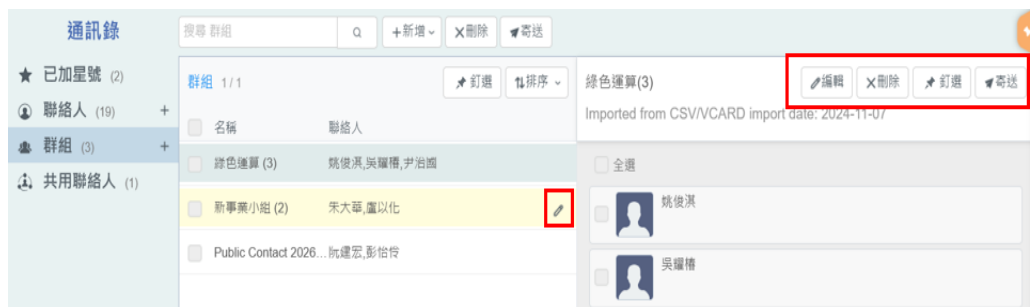 通訊錄
搜尋 群組
+新增
刪除
寄送
已加星號 (2)
聯絡人 (19) +
群組 (3) +
共用聯絡人 (1)
群組 1/1
釘選
排序
名稱 聯絡人
綠色運算 (3) 姚俊淇,吳耀椿,尹治國
新事業小組 (2) 朱大華,盧以化
Public Contact 2026... 阮建宏,彭怡伶
綠色運算(3)
編輯
刪除
釘選
寄送
Imported from CSV/VCARD import date: 2024-11-07
全選
姚俊淇
吳耀椿